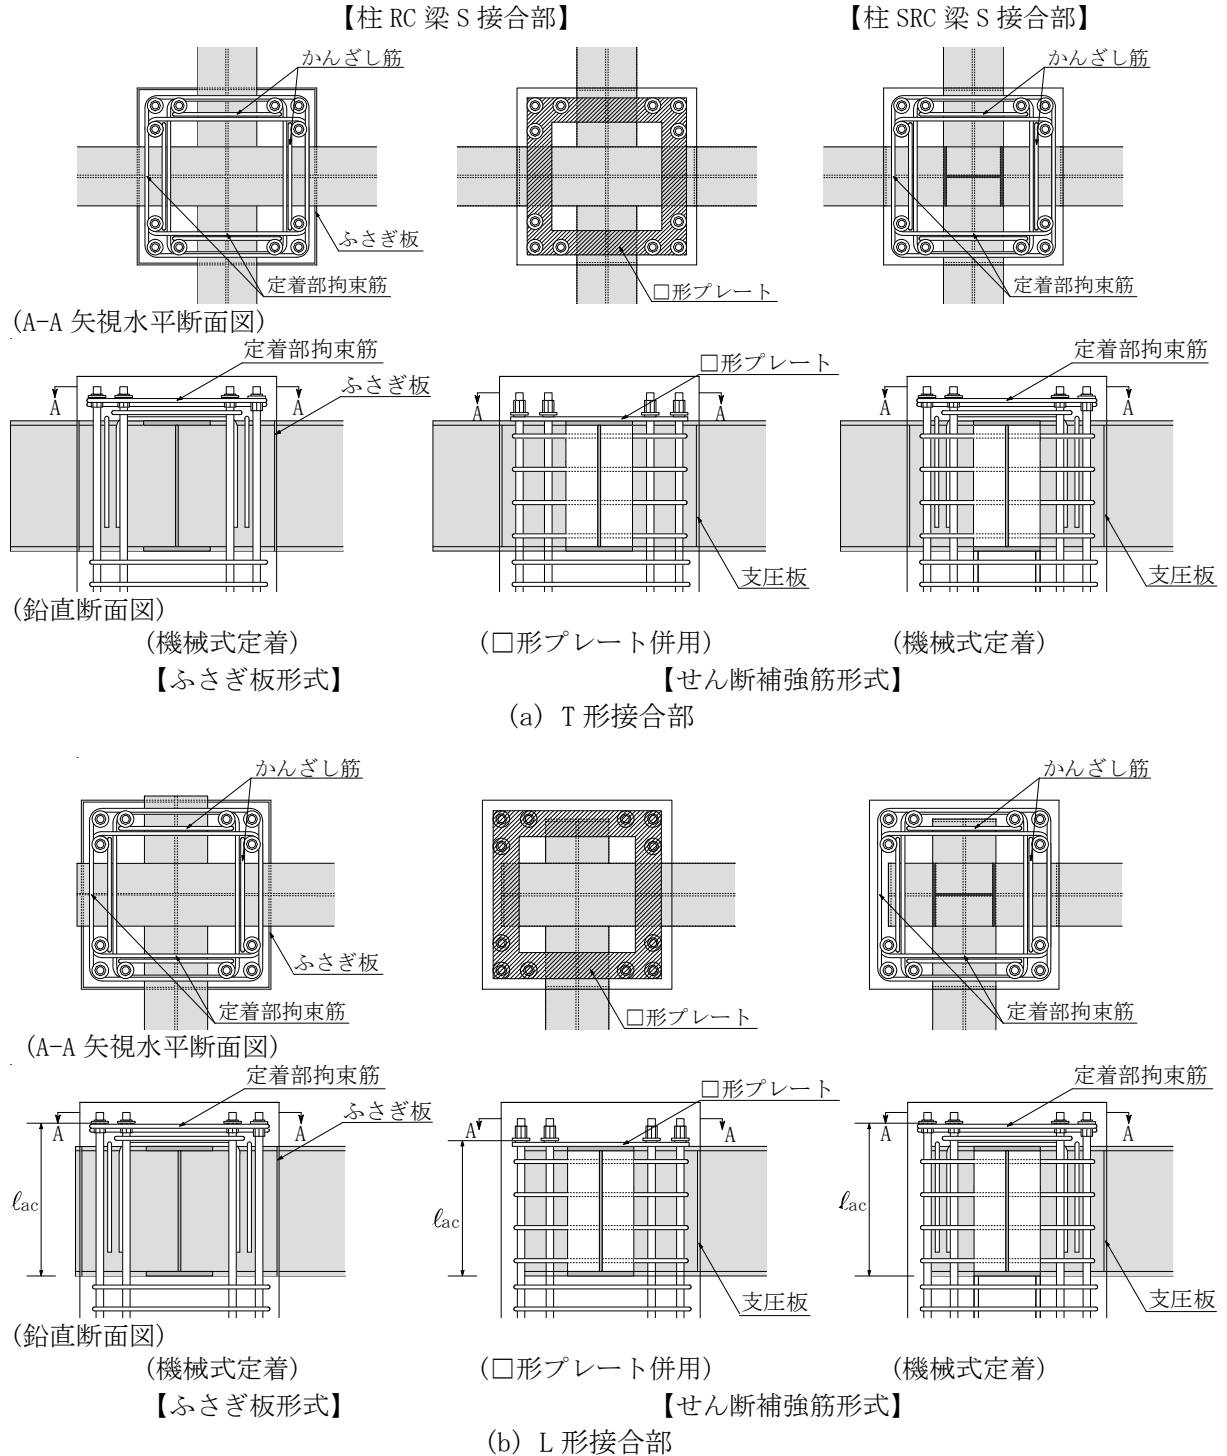 【柱 RC 梁 S 接合部】
【柱 SRC 梁 S 接合部】
かんざし筋
ふさぎ板
定着部拘束筋
□形プレート
かんざし筋
定着部拘束筋
(A-A 矢視水平断面図)
定着部拘束筋
ふさぎ板
A
A
□形プレート
A
A
支圧板
定着部拘束筋
A
A
支圧板
(鉛直断面図)
(機械式定着)
(□形プレート併用)
(機械式定着)
【ふさぎ板形式】
【せん断補強筋形式】
(a) T 形接合部
かんざし筋
ふさぎ板
定着部拘束筋
□形プレート
かんざし筋
定着部拘束筋
(A-A 矢視水平断面図)
定着部拘束筋
ふさぎ板
A
A
ℓac
□形プレート
A
A
ℓac
支圧板
定着部拘束筋
A
A
ℓac
支圧板
(鉛直断面図)
(機械式定着)
(□形プレート併用)
(機械式定着)
【ふさぎ板形式】
【せん断補強筋形式】
(b) L 形接合部